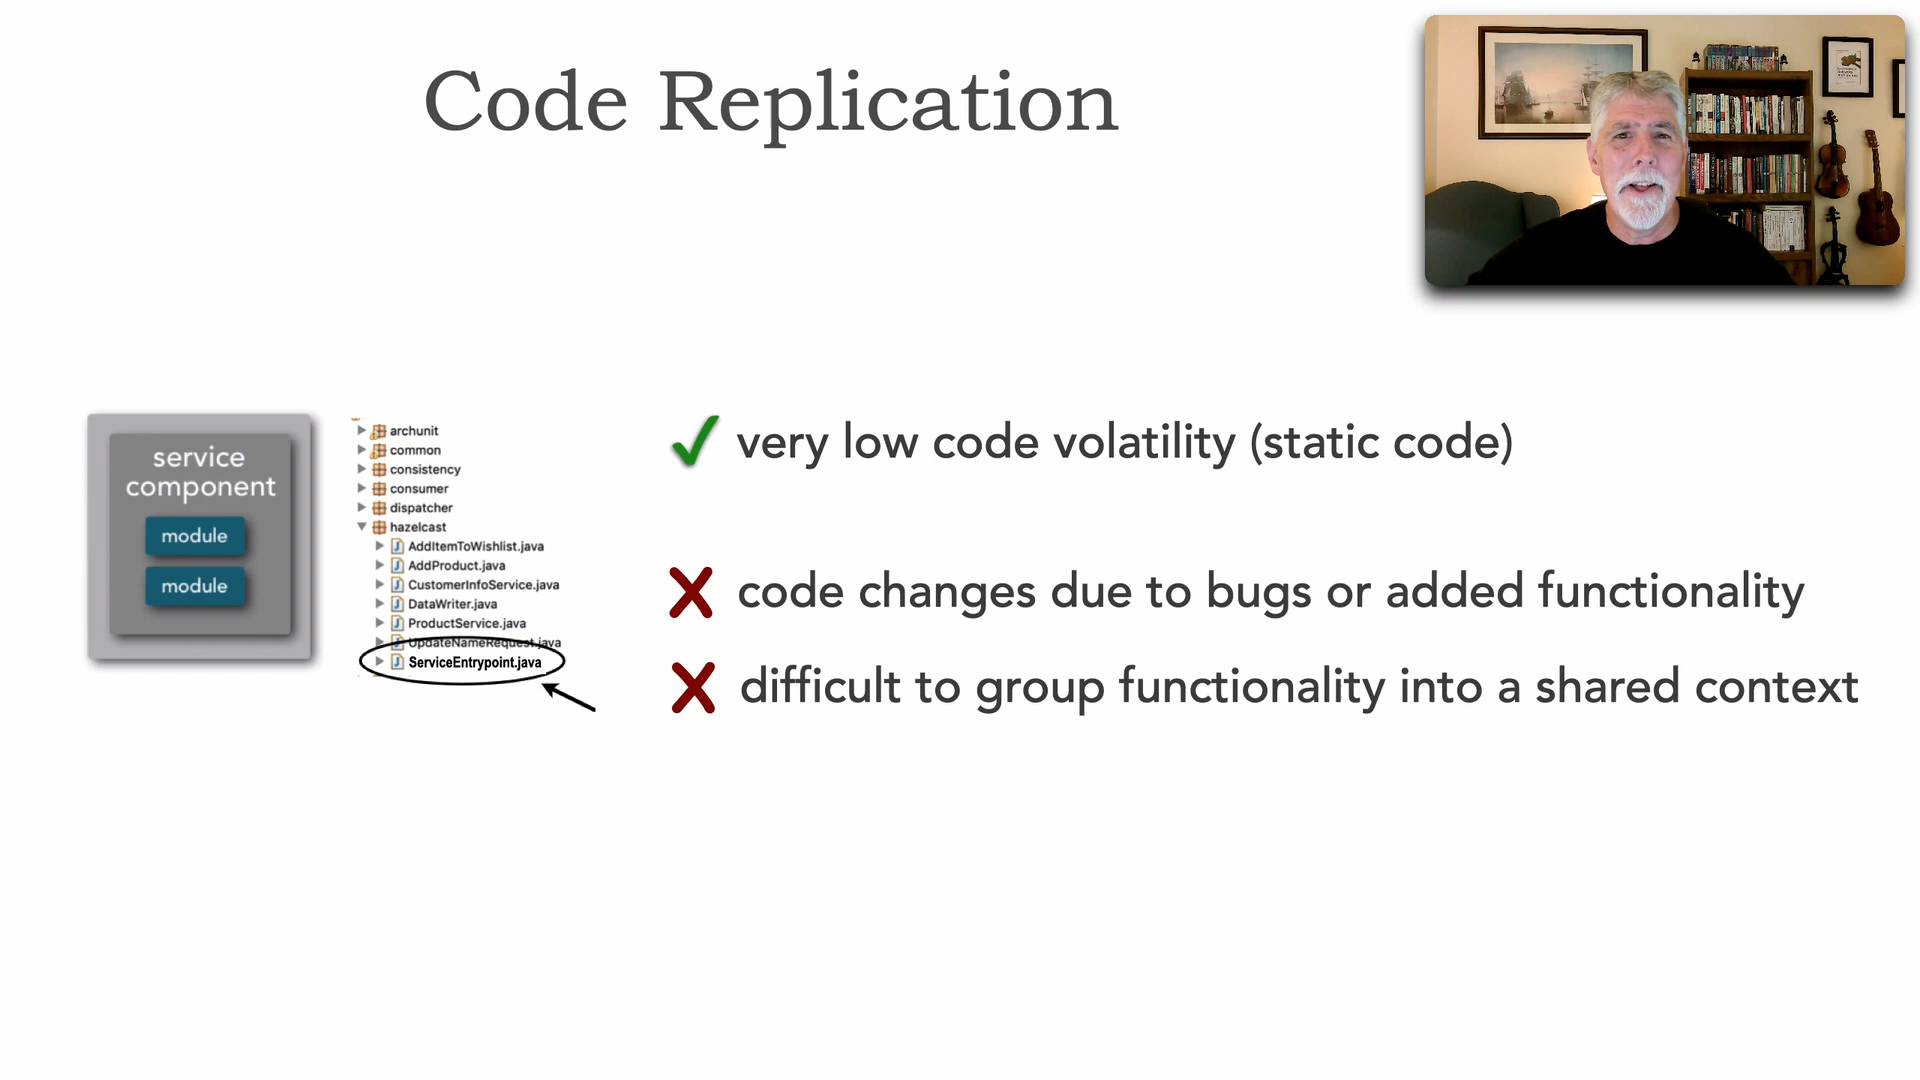 Code Replication
service
component
module
module
archunit
common
consistency
consumer
dispatcher
hazelcast
AddItemToWishlist.java
AddProduct.java
CustomerInfoService.java
DataWriter.java
ProductService.java
UpdateNameRequest.java
ServiceEntrypoint.java
very low code volatility (static code)
code changes due to bugs or added functionality
difficult to group functionality into a shared context